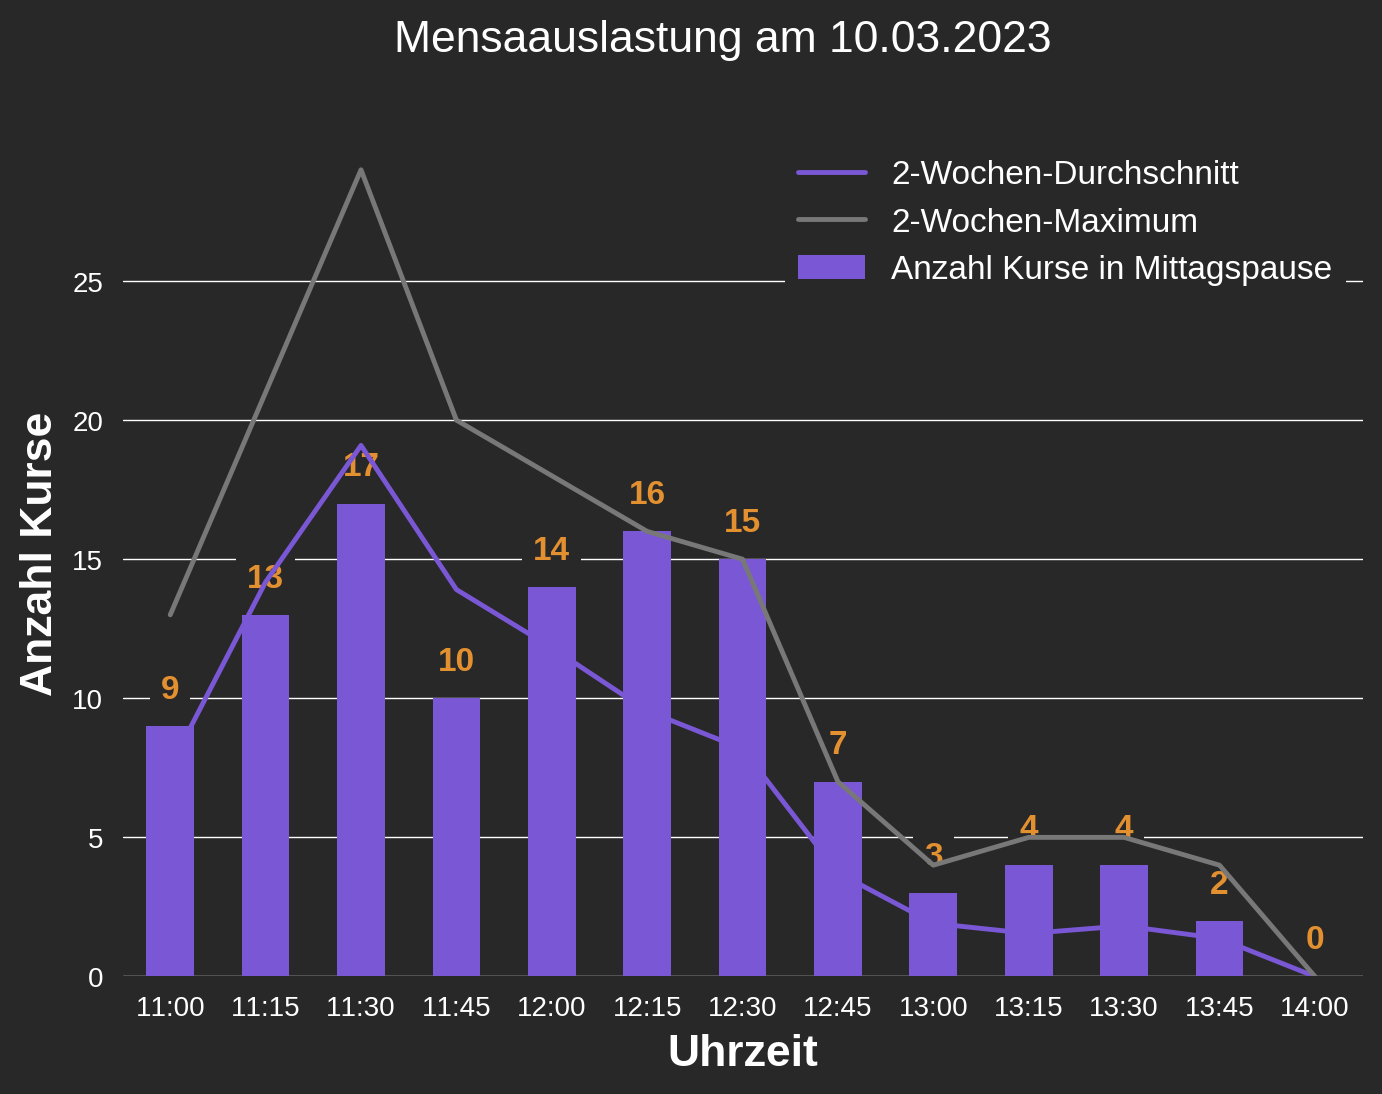 Mensaauslastung am 10.03.2023
2-Wochen-Durchschnitt
2-Wochen-Maximum
Anzahl Kurse in Mittagspause
Anzahl Kurse
25
20
15
10
5
0
9
13
17
10
14
16
15
7
3
4
4
2
0
11:00 11:15 11:30 11:45 12:00 12:15 12:30 12:45 13:00 13:15 13:30 13:45 14:00
Uhrzeit